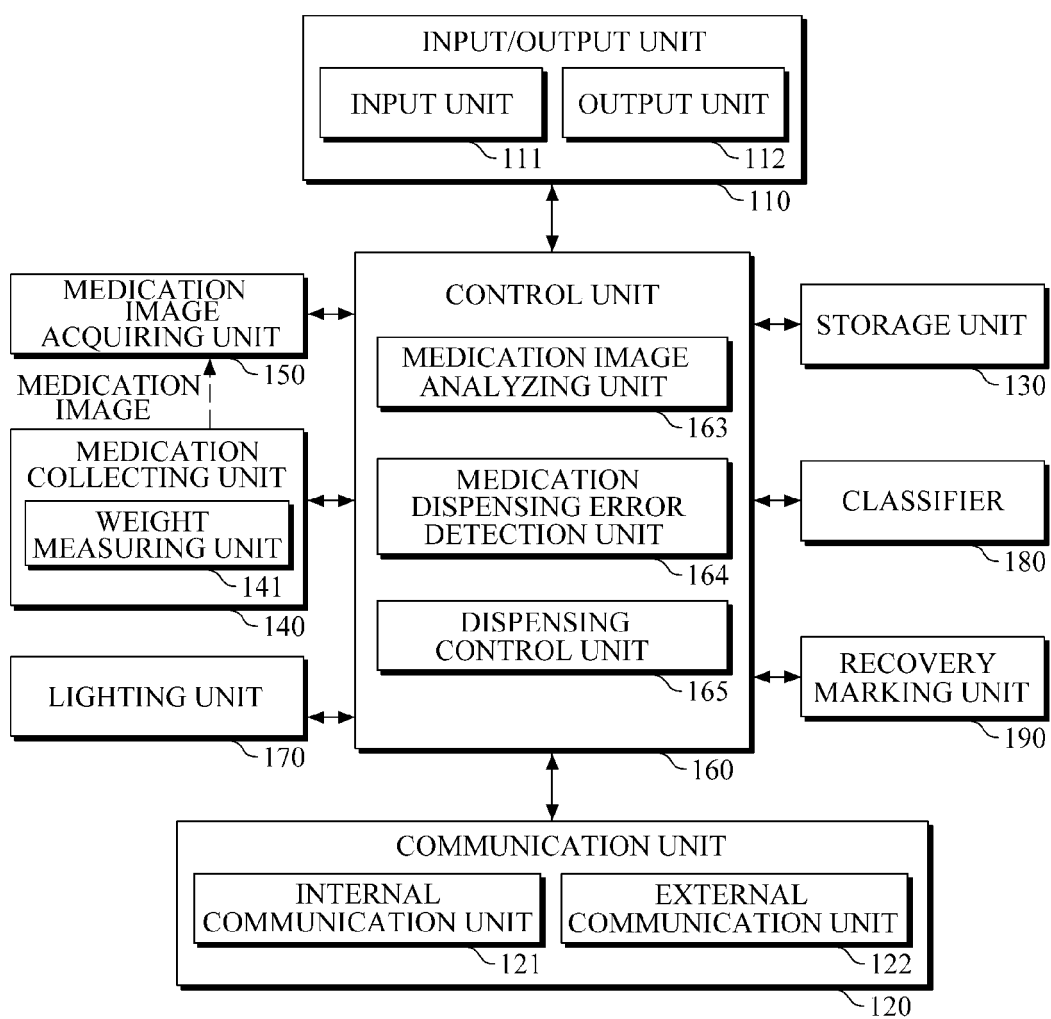 INPUT/OUTPUT UNIT
INPUT UNIT
OUTPUT UNIT
111
112
110
MEDICATION
IMAGE
ACQUIRING UNIT
150
MEDICATION
IMAGE
MEDICATION
COLLECTING UNIT
WEIGHT
MEASURING UNIT
141
140
LIGHTING UNIT
170
CONTROL UNIT
MEDICATION IMAGE
ANALYZING UNIT
163
MEDICATION
DISPENSING ERROR
DETECTION UNIT
164
DISPENSING
CONTROL UNIT
165
160
STORAGE UNIT
130
CLASSIFIER
180
RECOVERY
MARKING UNIT
190
COMMUNICATION UNIT
INTERNAL
COMMUNICATION UNIT
121
EXTERNAL
COMMUNICATION UNIT
122
120